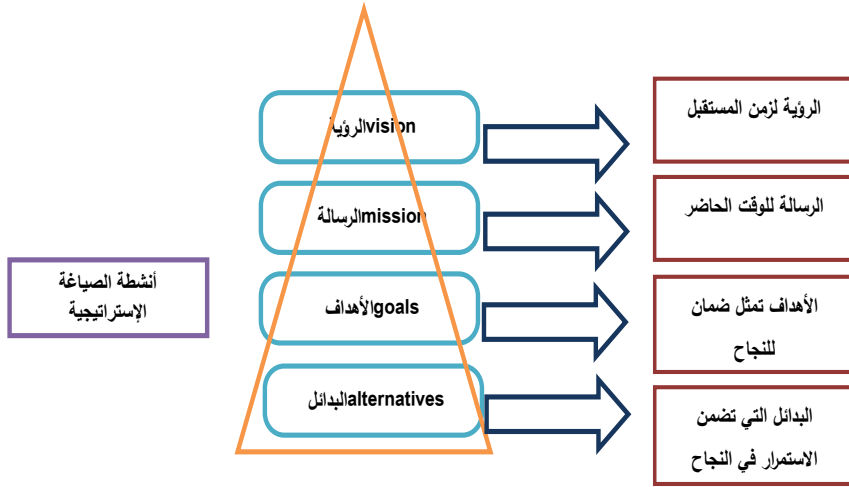 الرؤيةvision
الرؤية لزمن المستقبل
الرسالةmission
الرسالة للوقت الحاضر
أنشطة الصياغة
الإستراتيجية
الأهدافgoals
الأهداف تمثل ضمان
للنجاح
البدائلalternatives
البدائل التي تضمن
الاستمرار في النجاح